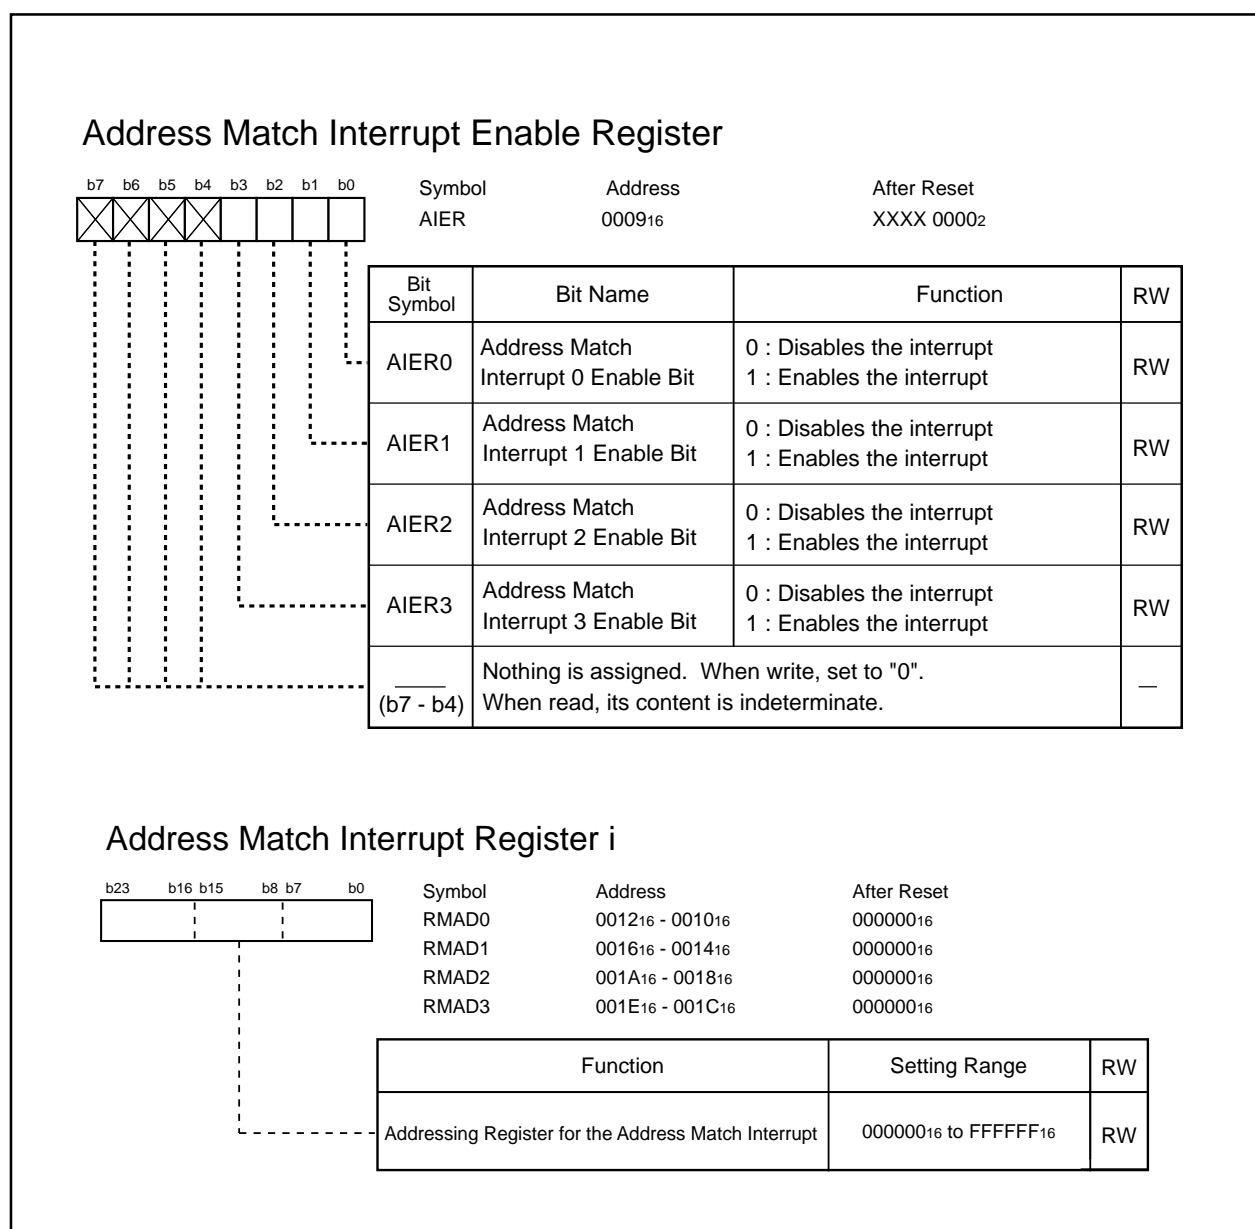 Address Match Interrupt Enable Register
b7 b6 b5 b4 b3 b2 b1 b0
Symbol Address After Reset
AIER 000916 XXXX 00002
Bit Symbol Bit Name Function RW
AIER0 Address Match Interrupt 0 Enable Bit 0 : Disables the interrupt 1 : Enables the interrupt RW
AIER1 Address Match Interrupt 1 Enable Bit 0 : Disables the interrupt 1 : Enables the interrupt RW
AIER2 Address Match Interrupt 2 Enable Bit 0 : Disables the interrupt 1 : Enables the interrupt RW
AIER3 Address Match Interrupt 3 Enable Bit 0 : Disables the interrupt 1 : Enables the interrupt RW
(b7 - b4) Nothing is assigned. When write, set to "0". When read, its content is indeterminate. —
Address Match Interrupt Register i
b23 b16 b15 b8 b7 b0
Symbol Address After Reset
RMAD0 001216 - 001016 00000016
RMAD1 001616 - 001416 00000016
RMAD2 001A16 - 001816 00000016
RMAD3 001E16 - 001C16 00000016
Function Setting Range RW
Addressing Register for the Address Match Interrupt 00000016 to FFFFFF16 RW